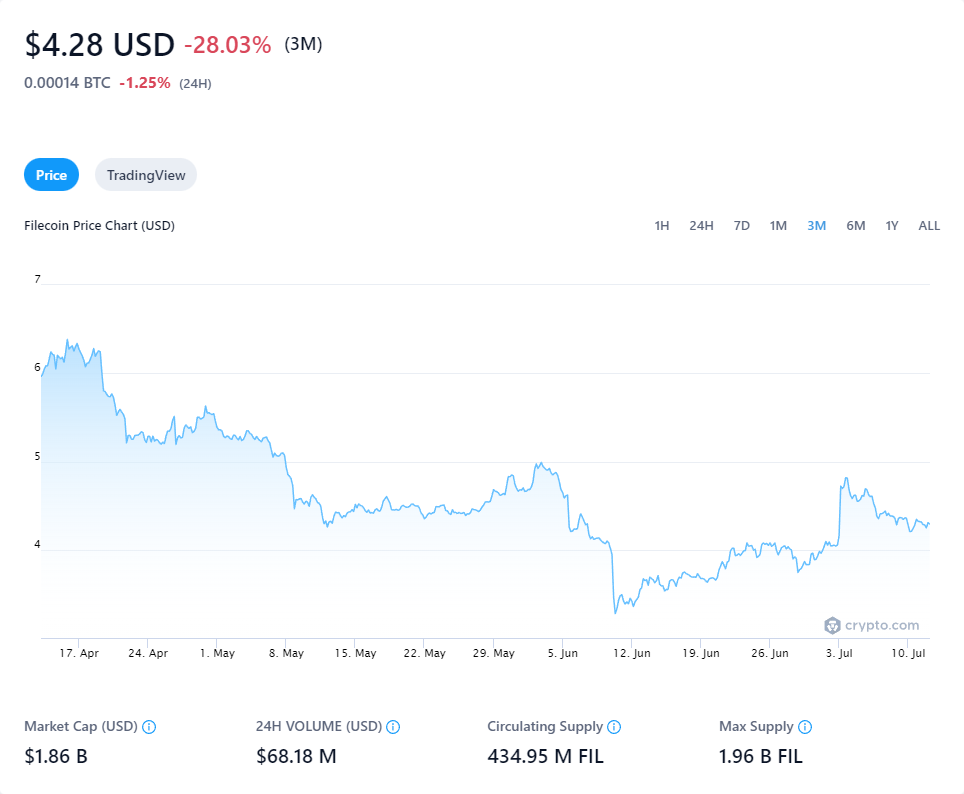 $4.28 USD -28.03% (3M)
0.00014 BTC -1.25% (24H)
Price TradingView
Filecoin Price Chart (USD) 1H 24H 7D 1M 3M 6M 1Y ALL
7
6
5
4
crypto.com
17. Apr 24. Apr 1. May 8. May 15. May 22. May 29. May 5. Jun 12. Jun 19. Jun 26. Jun 3. Jul 10. Jul
Market Cap (USD) 24H VOLUME (USD) Circulating Supply Max Supply
$1.86 B $68.18 M 434.95 M FIL 1.96 B FIL